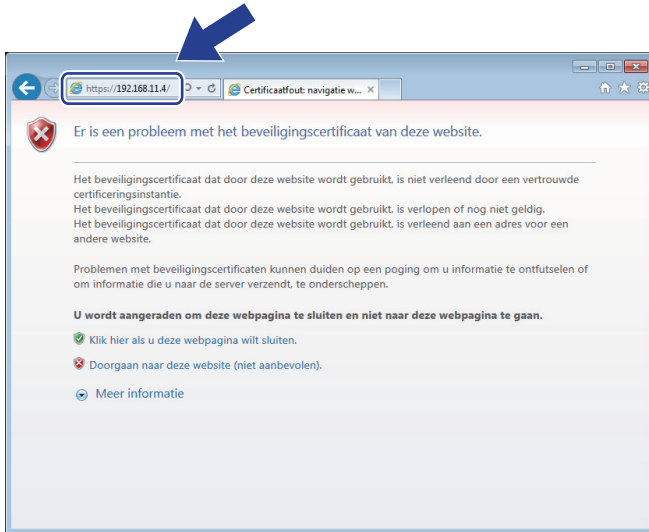 https://192.168.11.4/
Certificaatfout: navigatie w...
Er is een probleem met het beveiligingscertificaat van deze website.
Het beveiligingscertificaat dat door deze website wordt gebruikt, is niet verleend door een vertrouwde
certificeringsinstantie.
Het beveiligingscertificaat dat door deze website wordt gebruikt, is verlopen of nog niet geldig.
Het beveiligingscertificaat dat door deze website wordt gebruikt, is verleend aan een adres voor een
andere website.
Problemen met beveiligingscertificaten kunnen duiden op een poging om u informatie te ontfutselen of
om informatie die u naar de server verzendt, te onderscheppen.
U wordt aangeraden om deze webpagina te sluiten en niet naar deze webpagina te gaan.
Klik hier als u deze webpagina wilt sluiten.
Doorgaan naar deze website (niet aanbevolen).
Meer informatie